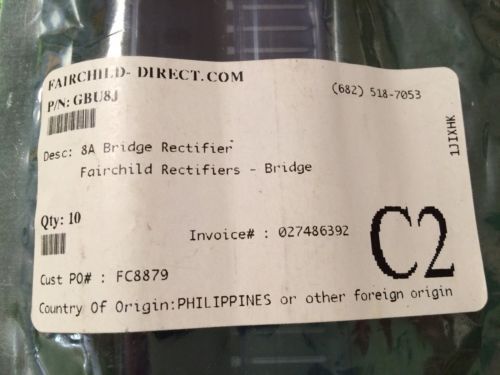 FAIRCHILD- DIRECT.COM
P/N: GBU8J
(682) 518-7053
1JIXHK
Desc: 8A Bridge Rectifier
Fairchild Rectifiers - Bridge
Qty: 10
Invoice# : 027486392
C2
Cust PO# : FC8879
Country Of Origin:PHILIPPINES or other foreign origin